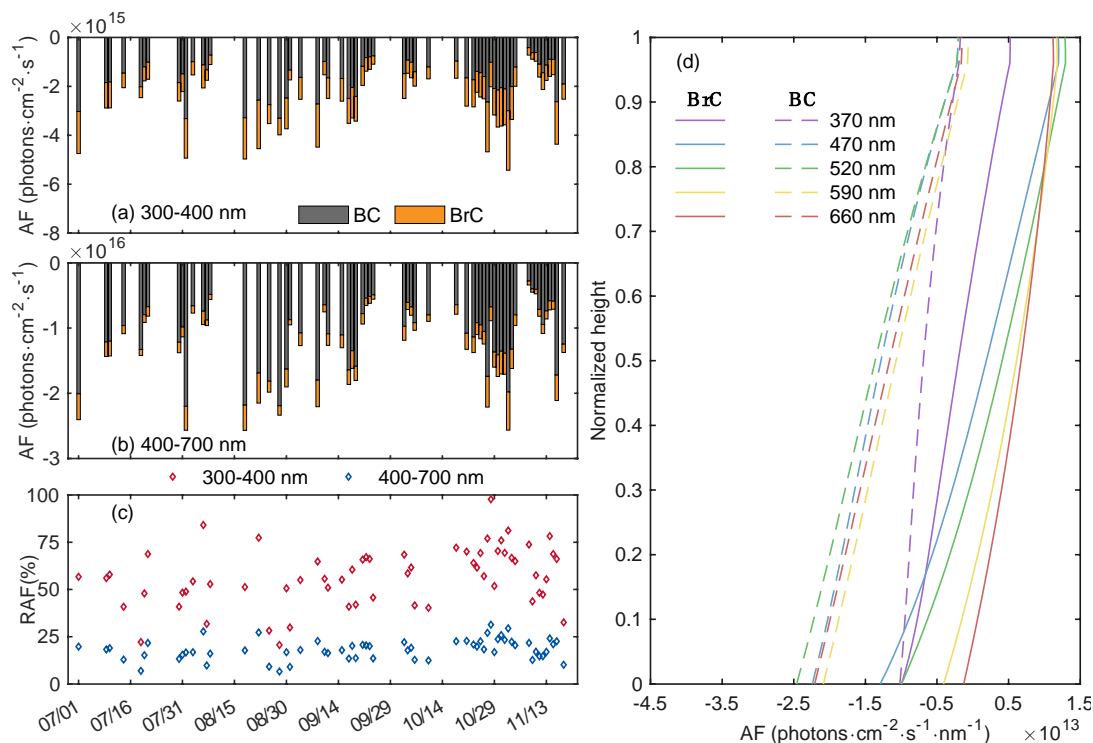 × 10^15
0
-2
-4
-6
-8
AF (photons·cm^-2·s^-1)
(a) 300-400 nm
BC
BrC
× 10^16
0
-1
-2
-3
AF (photons·cm^-2·s^-1)
(b) 400-700 nm
300-400 nm
400-700 nm
100
75
50
25
0
RAF(%)
(c)
07/01
07/16
07/31
08/15
08/30
09/14
09/29
10/14
10/29
11/13
(d)
BrC BC
370 nm
470 nm
520 nm
590 nm
660 nm
1
0.9
0.8
0.7
0.6
0.5
0.4
0.3
0.2
0.1
0
Normalized height
-4.5 -3.5 -2.5 -1.5 -0.5 0.5 1.5
AF (photons·cm^-2·s^-1·nm^-1)
×10^13